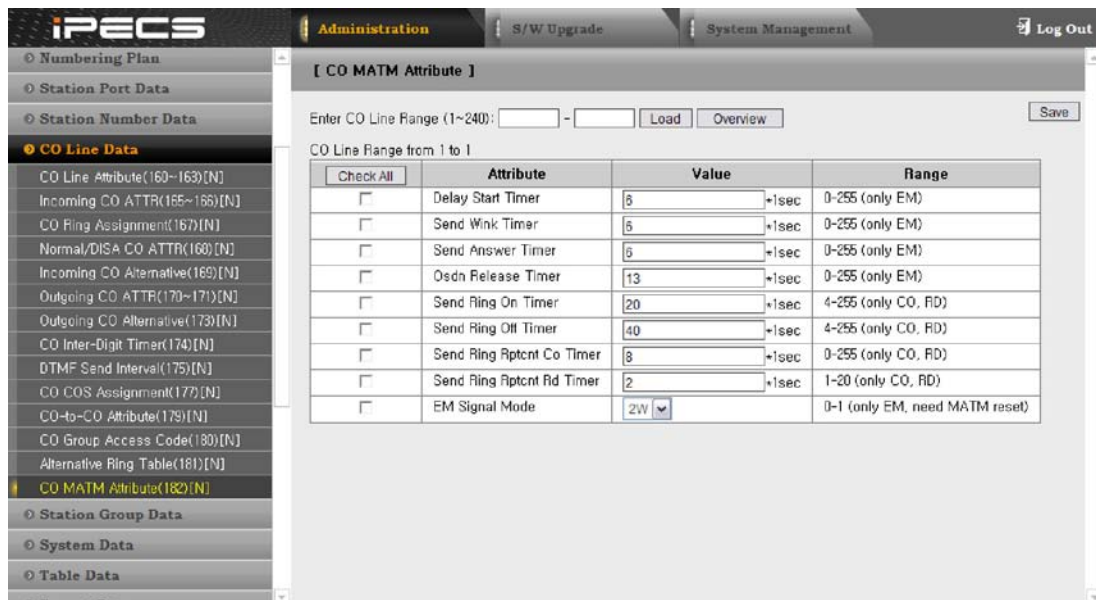 iPECS
Administration
S/W Upgrade
System Management
Log Out
Numbering Plan
Station Port Data
Station Number Data
CO Line Data
CO Line Attribute(160~163)[N]
Incoming CO ATTR(165~166)[N]
CO Ring Assignment(167)[N]
Normal/DISA CO ATTR(168)[N]
Incoming CO Alternative(169)[N]
Outgoing CO ATTR(170~171)[N]
Outgoing CO Alternative(173)[N]
CO Inter-Digit Timer(174)[N]
DTMF Send Interval(175)[N]
CO COS Assignment(177)[N]
CO-to-CO Attribute(179)[N]
CO Group Access Code(180)[N]
Alternative Ring Table(181)[N]
CO MATM Attribute(182)[N]
Station Group Data
System Data
Table Data
[ CO MATM Attribute ]
Enter CO Line Range (1~240): - Load Overview Save
CO Line Range from 1 to 1
Check All Attribute Value Range
Delay Start Timer 6 *1sec 0-255 (only EM)
Send Wink Timer 6 *1sec 0-255 (only EM)
Send Answer Timer 6 *1sec 0-255 (only EM)
Osdn Release Timer 13 *1sec 0-255 (only EM)
Send Ring On Timer 20 *1sec 4-255 (only CO, RD)
Send Ring Off Timer 40 *1sec 4-255 (only CO, RD)
Send Ring Rptcnt Co Timer 8 *1sec 0-255 (only CO, RD)
Send Ring Rptcnt Rd Timer 2 *1sec 1-20 (only CO, RD)
EM Signal Mode 2W 0-1 (only EM, need MATM reset)